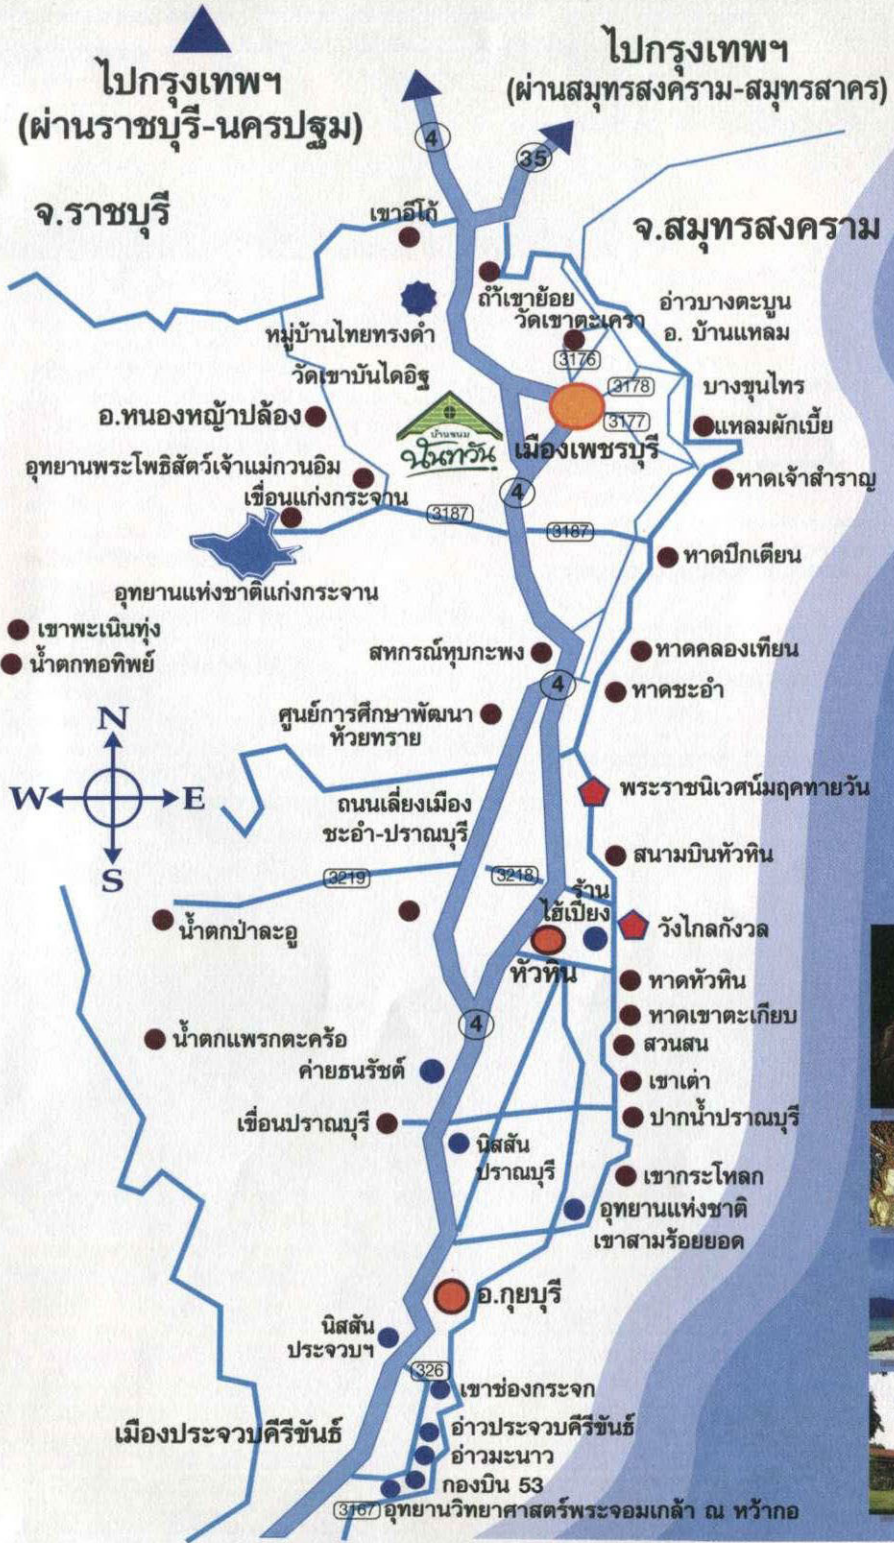 ไปกรุงเทพฯ
(ผ่านราชบุรี-นครปฐม)
ไปกรุงเทพฯ
(ผ่านสมุทรสงคราม-สมุทรสาคร)
4
35
จ.ราชบุรี
เขาอีโก้
จ.สมุทรสงคราม
ถ้ำเขาย้อย
วัดเขาตะเครา
อ่าวบางตะบูน
อ. บ้านแหลม
หมู่บ้านไทยทรงดำ
3176
วัดเขาบันไดอิฐ
3178
บางขุนไทร
อ.หนองหญ้าปล้อง
บ้านขนม
นันทวัน
3177
แหลมผักเบี้ย
เมืองเพชรบุรี
อุทยานพระโพธิสัตว์เจ้าแม่กวนอิม
เขื่อนแก่งกระจาน
4
หาดเจ้าสำราญ
3187
3187
หาดปึกเตียน
อุทยานแห่งชาติแก่งกระจาน
เขาพะเนินทุ่ง
น้ำตกทอทิพย์
สหกรณ์หุบกะพง
หาดคลองเทียน
4
หาดชะอำ
ศูนย์การศึกษาพัฒนา
ห้วยทราย
N
W
E
S
พระราชนิเวศน์มฤคทายวัน
ถนนเลี่ยงเมือง
ชะอำ-ปราณบุรี
สนามบินหัวหิน
3219
3218
ร้าน
ไฮ้เปียง
น้ำตกป่าละอู
วังไกลกังวล
หัวหิน
หาดหัวหิน
หาดเขาตะเกียบ
4
น้ำตกแพรกตะคร้อ
สวนสน
ค่ายธนรัชต์
เขาเต่า
เขื่อนปราณบุรี
ปากน้ำปราณบุรี
นิสสัน
ปราณบุรี
เขากระโหลก
อุทยานแห่งชาติ
เขาสามร้อยยอด
อ.กุยบุรี
นิสสัน
ประจวบฯ
326
เขาช่องกระจก
เมืองประจวบคีรีขันธ์
อ่าวประจวบคีรีขันธ์
อ่าวมะนาว
กองบิน 53
3167
อุทยานวิทยาศาสตร์พระจอมเกล้า ณ หว้ากอ